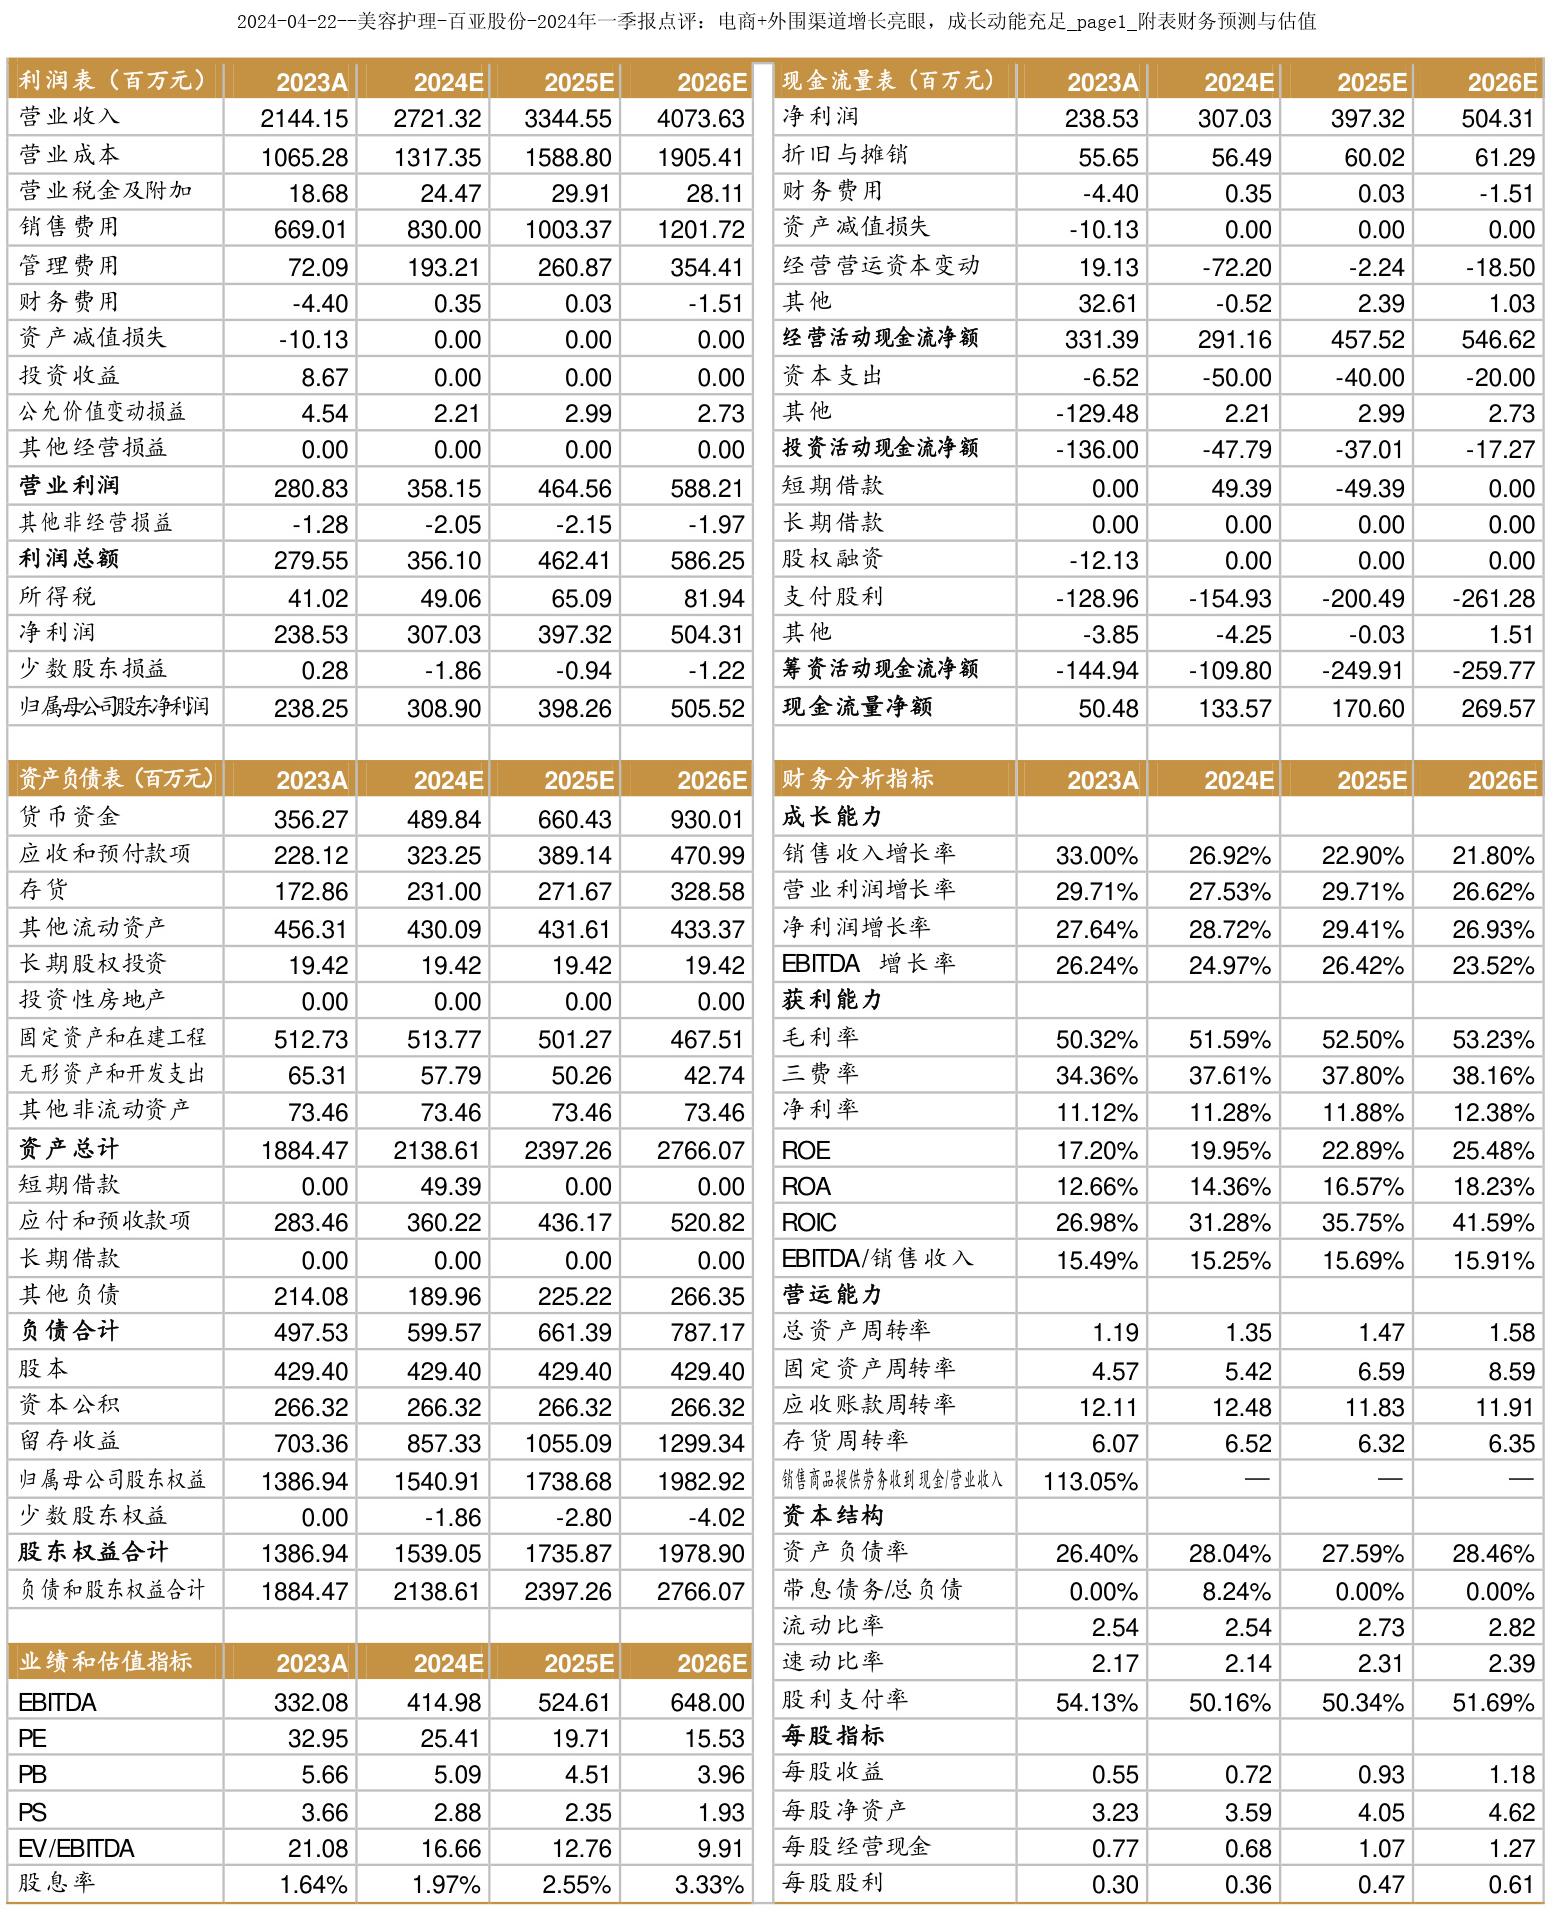 2024-04-22--美容护理-百亚股份-2024年一季报点评：电商+外围渠道增长亮眼，成长动能充足_page1_附表财务预测与估值
利润表（百万元） 2023A 2024E 2025E 2026E
营业收入 2144.15 2721.32 3344.55 4073.63
营业成本 1065.28 1317.35 1588.80 1905.41
营业税金及附加 18.68 24.47 29.91 28.11
销售费用 669.01 830.00 1003.37 1201.72
管理费用 72.09 193.21 260.87 354.41
财务费用 -4.40 0.35 0.03 -1.51
资产减值损失 -10.13 0.00 0.00 0.00
投资收益 8.67 0.00 0.00 0.00
公允价值变动损益 4.54 2.21 2.99 2.73
其他经营损益 0.00 0.00 0.00 0.00
营业利润 280.83 358.15 464.56 588.21
其他非经营损益 -1.28 -2.05 -2.15 -1.97
利润总额 279.55 356.10 462.41 586.25
所得税 41.02 49.06 65.09 81.94
净利润 238.53 307.03 397.32 504.31
少数股东损益 0.28 -1.86 -0.94 -1.22
归属母公司股东净利润 238.25 308.90 398.26 505.52
资产负债表（百万元） 2023A 2024E 2025E 2026E
货币资金 356.27 489.84 660.43 930.01
应收和预付款项 228.12 323.25 389.14 470.99
存货 172.86 231.00 271.67 328.58
其他流动资产 456.31 430.09 431.61 433.37
长期股权投资 19.42 19.42 19.42 19.42
投资性房地产 0.00 0.00 0.00 0.00
固定资产和在建工程 512.73 513.77 501.27 467.51
无形资产和开发支出 65.31 57.79 50.26 42.74
其他非流动资产 73.46 73.46 73.46 73.46
资产总计 1884.47 2138.61 2397.26 2766.07
短期借款 0.00 49.39 0.00 0.00
应付和预收款项 283.46 360.22 436.17 520.82
长期借款 0.00 0.00 0.00 0.00
其他负债 214.08 189.96 225.22 266.35
负债合计 497.53 599.57 661.39 787.17
股本 429.40 429.40 429.40 429.40
资本公积 266.32 266.32 266.32 266.32
留存收益 703.36 857.33 1055.09 1299.34
归属母公司股东权益 1386.94 1540.91 1738.68 1982.92
少数股东权益 0.00 -1.86 -2.80 -4.02
股东权益合计 1386.94 1539.05 1735.87 1978.90
负债和股东权益合计 1884.47 2138.61 2397.26 2766.07
业绩和估值指标 2023A 2024E 2025E 2026E
EBITDA 332.08 414.98 524.61 648.00
PE 32.95 25.41 19.71 15.53
PB 5.66 5.09 4.51 3.96
PS 3.66 2.88 2.35 1.93
EV/EBITDA 21.08 16.66 12.76 9.91
股息率 1.64% 1.97% 2.55% 3.33%
现金流量表（百万元） 2023A 2024E 2025E 2026E
净利润 238.53 307.03 397.32 504.31
折旧与摊销 55.65 56.49 60.02 61.29
财务费用 -4.40 0.35 0.03 -1.51
资产减值损失 -10.13 0.00 0.00 0.00
经营营运资本变动 19.13 -72.20 -2.24 -18.50
其他 32.61 -0.52 2.39 1.03
经营活动现金流净额 331.39 291.16 457.52 546.62
资本支出 -6.52 -50.00 -40.00 -20.00
其他 -129.48 2.21 2.99 2.73
投资活动现金流净额 -136.00 -47.79 -37.01 -17.27
短期借款 0.00 49.39 -49.39 0.00
长期借款 0.00 0.00 0.00 0.00
股权融资 -12.13 0.00 0.00 0.00
支付股利 -128.96 -154.93 -200.49 -261.28
其他 -3.85 -4.25 -0.03 1.51
筹资活动现金流净额 -144.94 -109.80 -249.91 -259.77
现金流量净额 50.48 133.57 170.60 269.57
财务分析指标 2023A 2024E 2025E 2026E
成长能力
销售收入增长率 33.00% 26.92% 22.90% 21.80%
营业利润增长率 29.71% 27.53% 29.71% 26.62%
净利润增长率 27.64% 28.72% 29.41% 26.93%
EBITDA 增长率 26.24% 24.97% 26.42% 23.52%
获利能力
毛利率 50.32% 51.59% 52.50% 53.23%
三费率 34.36% 37.61% 37.80% 38.16%
净利率 11.12% 11.28% 11.88% 12.38%
ROE 17.20% 19.95% 22.89% 25.48%
ROA 12.66% 14.36% 16.57% 18.23%
ROIC 26.98% 31.28% 35.75% 41.59%
EBITDA/销售收入 15.49% 15.25% 15.69% 15.91%
营运能力
总资产周转率 1.19 1.35 1.47 1.58
固定资产周转率 4.57 5.42 6.59 8.59
应收账款周转率 12.11 12.48 11.83 11.91
存货周转率 6.07 6.52 6.32 6.35
销售商品提供劳务收到现金/营业收入 113.05% — — —
资本结构
资产负债率 26.40% 28.04% 27.59% 28.46%
带息债务/总负债 0.00% 8.24% 0.00% 0.00%
流动比率 2.54 2.54 2.73 2.82
速动比率 2.17 2.14 2.31 2.39
股利支付率 54.13% 50.16% 50.34% 51.69%
每股指标
每股收益 0.55 0.72 0.93 1.18
每股净资产 3.23 3.59 4.05 4.62
每股经营现金 0.77 0.68 1.07 1.27
每股股利 0.30 0.36 0.47 0.61